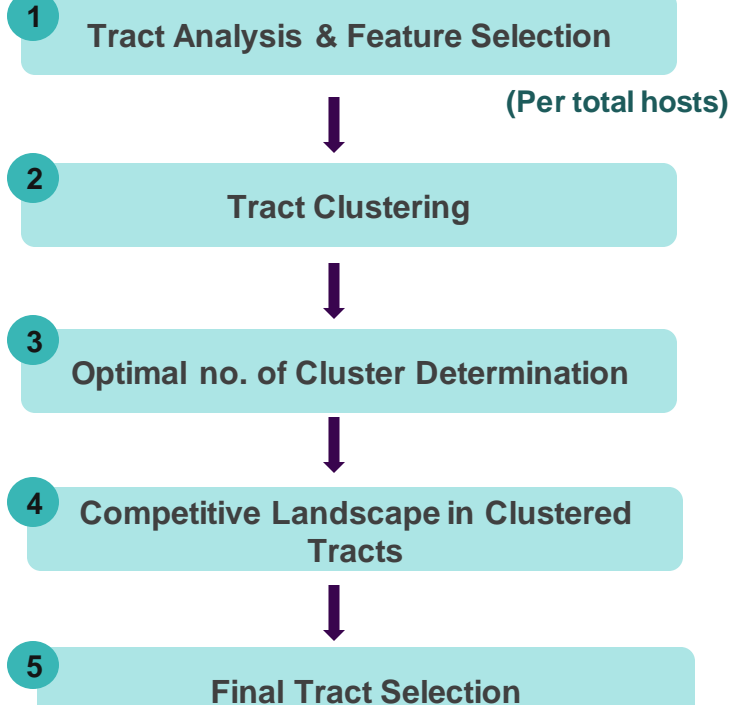 1
Tract Analysis & Feature Selection
(Per total hosts)
2
Tract Clustering
3
Optimal no. of Cluster Determination
4
Competitive Landscape in Clustered
Tracts
5
Final Tract Selection